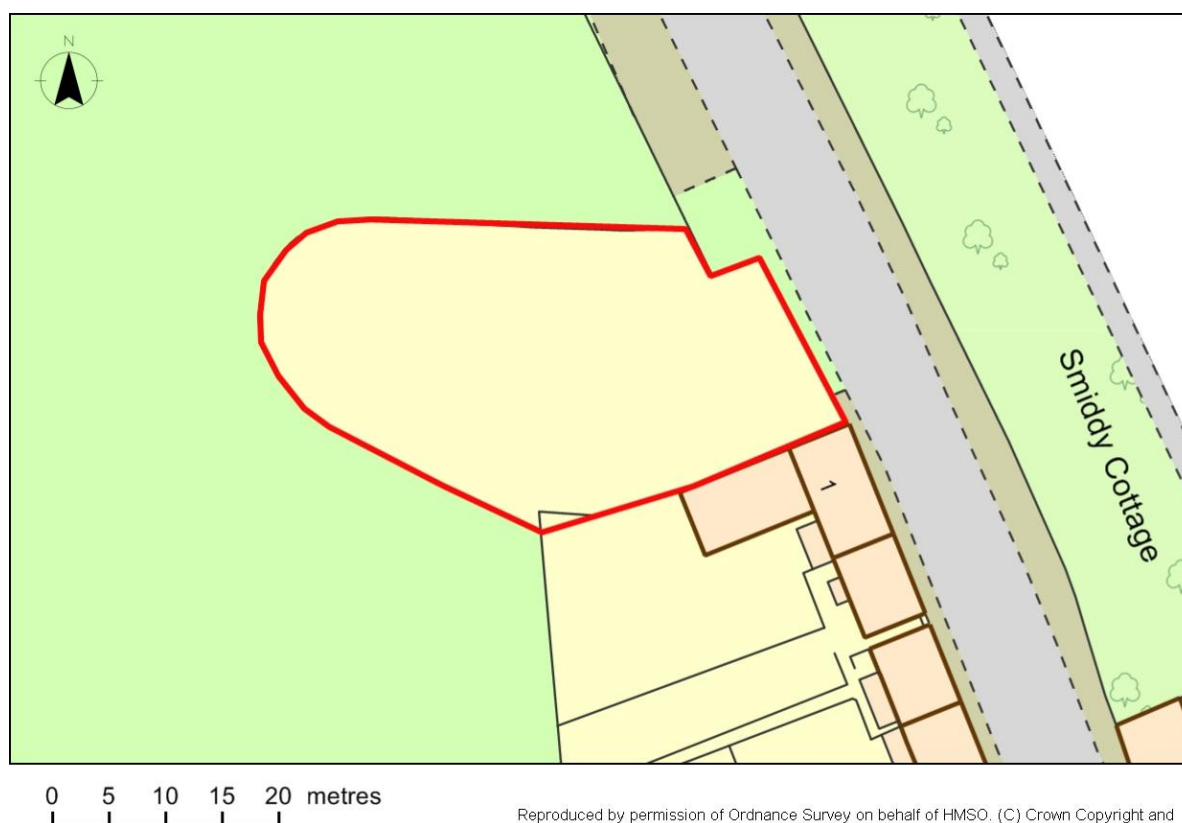 N
Smiddy Cottage
1
0 5 10 15 20 metres
Reproduced by permission of Ordnance Survey on behalf of HMSO. (C) Crown Copyright and